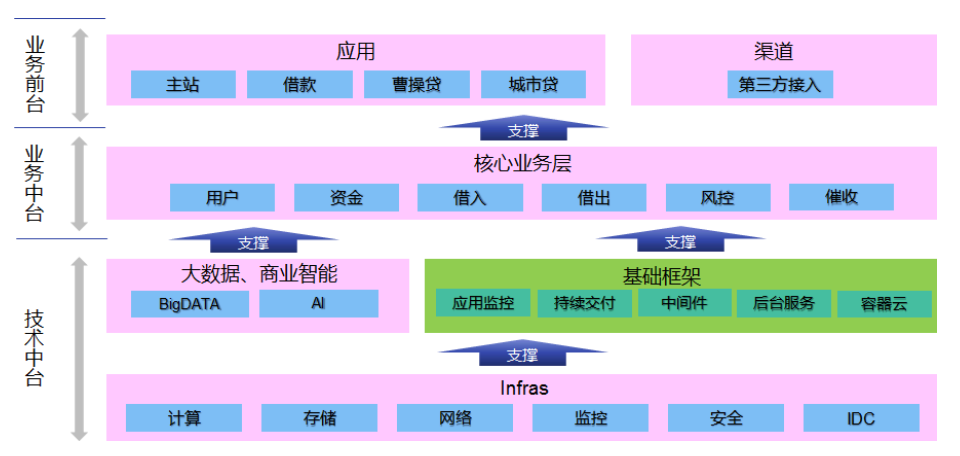 业务前台
应用
渠道
主站
借款
曹操贷
城市贷
第三方接入
支撑
业务中台
核心业务层
用户
资金
借入
借出
风控
催收
支撑
支撑
技术中台
大数据、商业智能
BigDATA
AI
基础框架
应用监控
持续交付
中间件
后台服务
容器云
支撑
Infras
计算
存储
网络
监控
安全
IDC